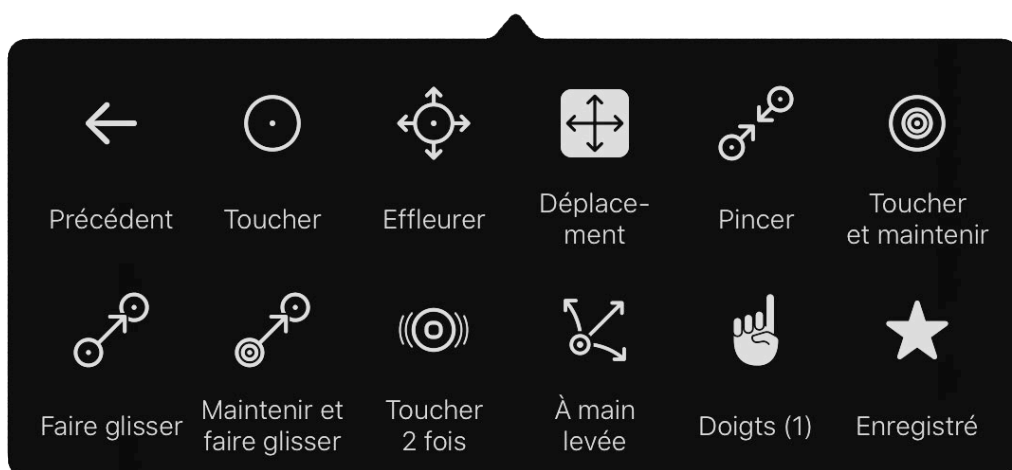 Précédent
Toucher
Effleurer
Déplace-
ment
Pincer
Toucher
et maintenir
Faire glisser
Maintenir et
faire glisser
Toucher
2 fois
À main
levée
Doigts (1)
Enregistré